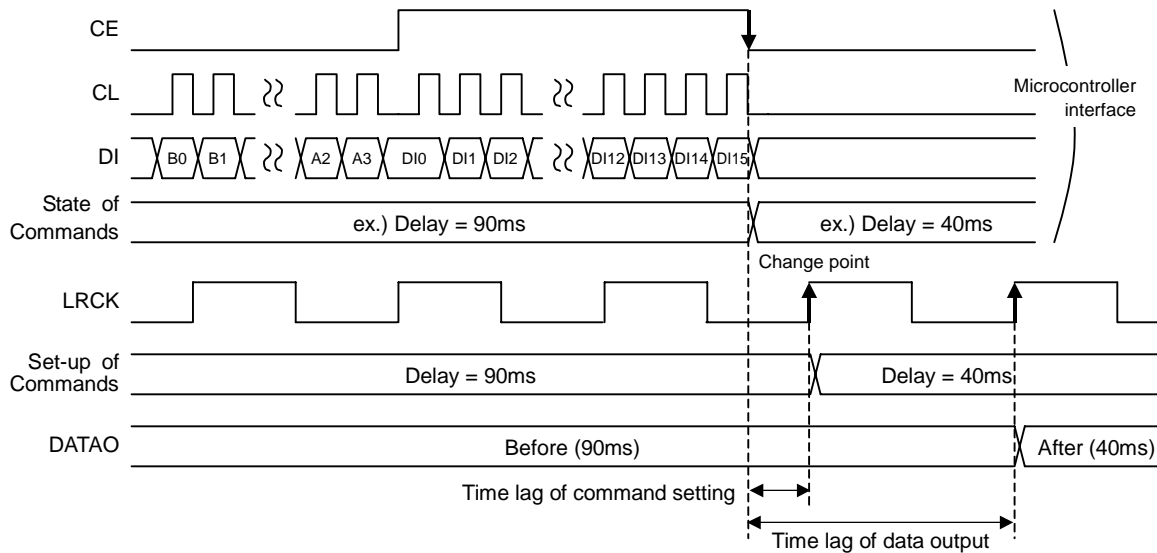 CE
CL
Microcontroller
interface
DI
B0 B1 A2 A3 DI0 DI1 DI2 DI12 DI13 DI14 DI15
State of
Commands
ex.) Delay = 90ms
ex.) Delay = 40ms
Change point
LRCK
Set-up of
Commands
Delay = 90ms
Delay = 40ms
DATAO
Before (90ms)
After (40ms)
Time lag of command setting
Time lag of data output